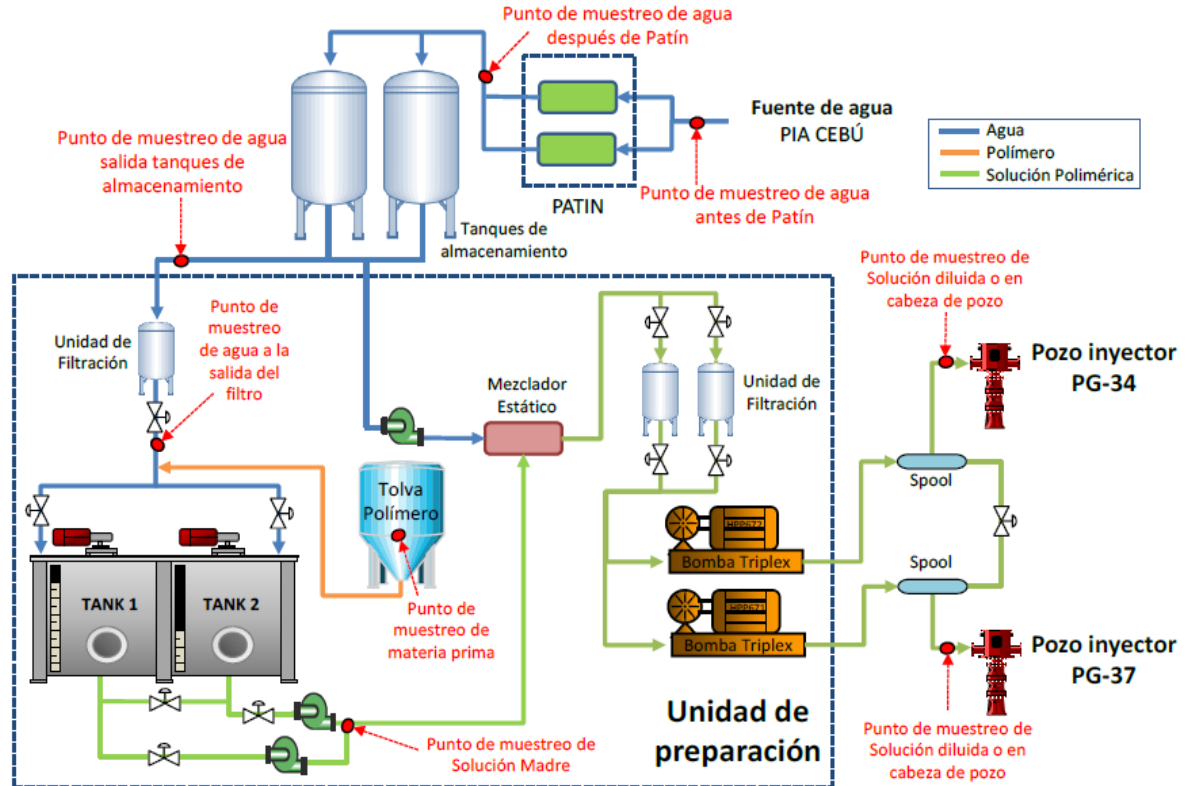 Punto de muestreo de agua
después de Patín
Fuente de agua
PIA CEBÚ
Agua
Polímero
Solución Polimérica
Punto de muestreo de agua
salida tanques de
almacenamiento
PATIN
Punto de muestreo de agua
antes de Patín
Tanques de
almacenamiento
Punto de
muestreo
de agua a la
salida del
filtro
Unidad de
Filtración
Mezclador
Estático
Unidad de
Filtración
Punto de muestreo de
Solución diluida o en
cabeza de pozo
Pozo inyector
PG-34
Spool
Tolva
Polímero
HPP672
Bomba Triplex
Spool
TANK 1
TANK 2
Punto de
muestreo de
materia prima
HPP671
Bomba Triplex
Pozo inyector
PG-37
Unidad de
preparación
Punto de muestreo de
Solución Madre
Punto de muestreo de
Solución diluida o en
cabeza de pozo